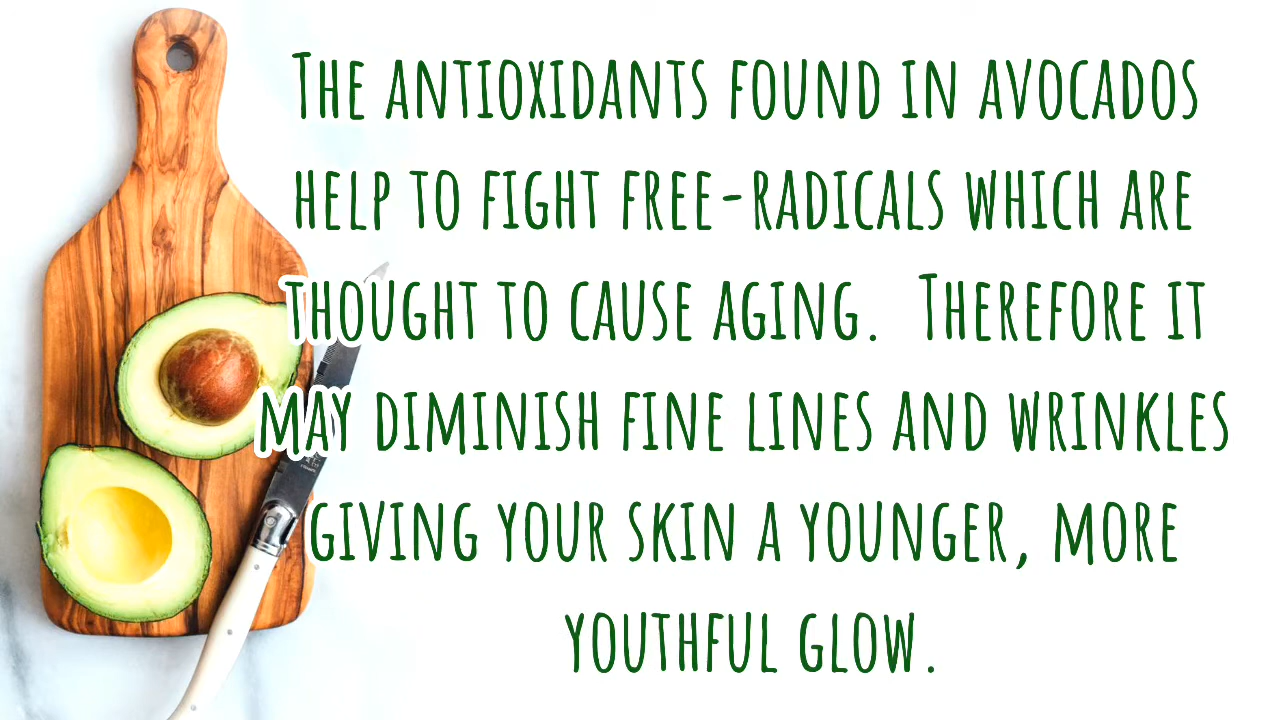 The antioxidants found in avocados
help to fight free-radicals which are
thought to cause aging.  Therefore it
may diminish fine lines and wrinkles
giving your skin a younger, more
youthful glow.